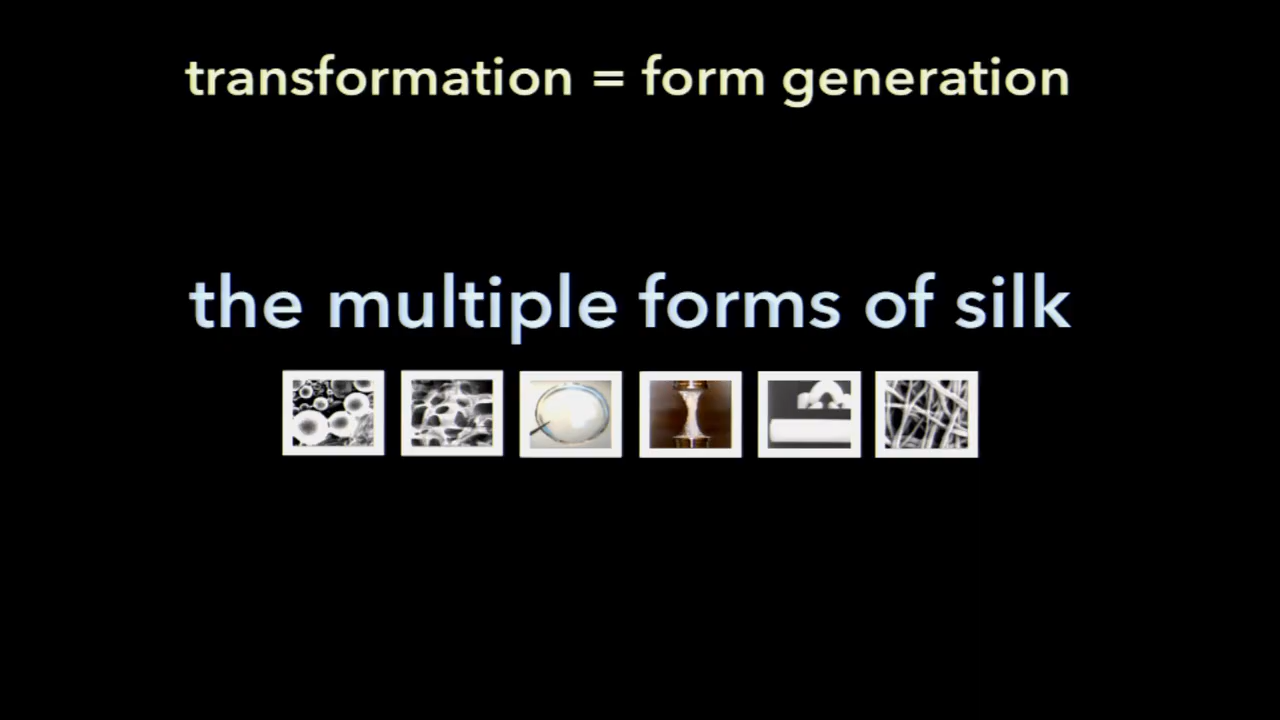 transformation = form generation
the multiple forms of silk